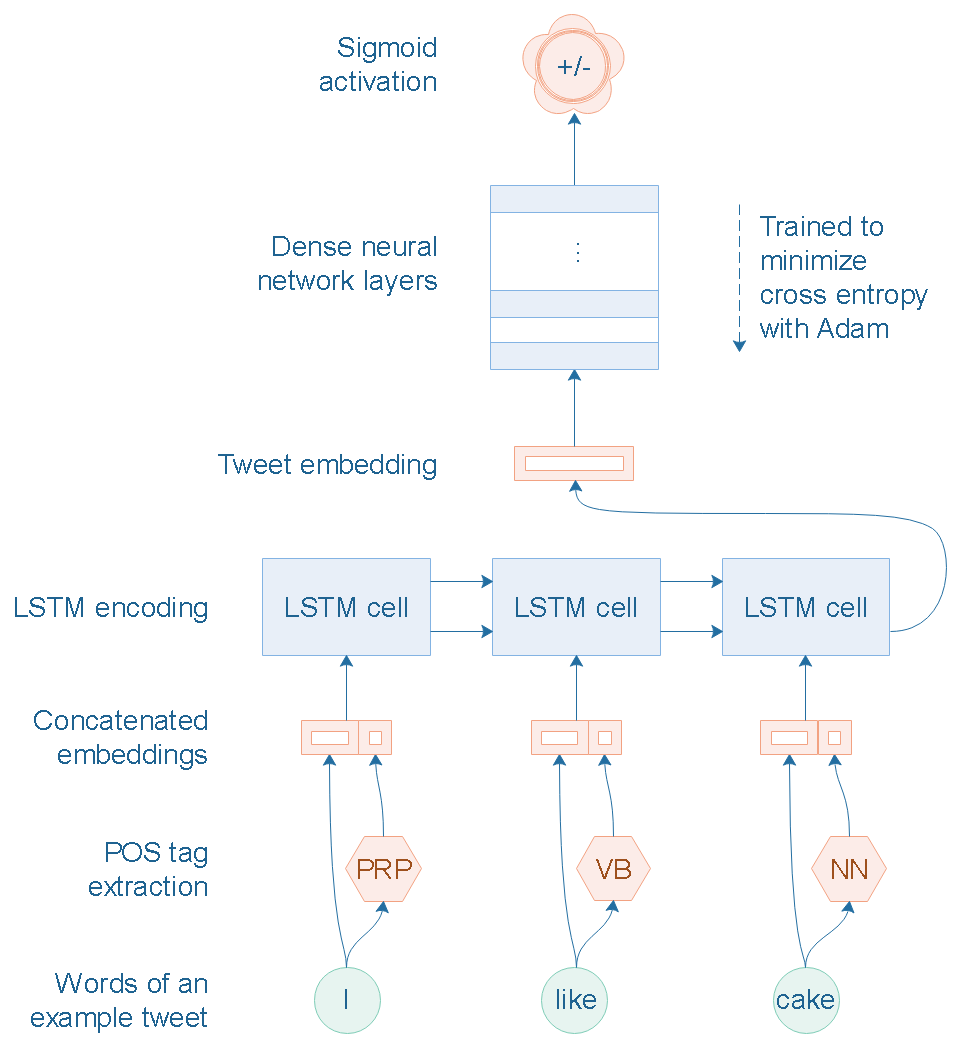 Sigmoid
activation
+/-
Dense neural
network layers
⋮
Trained to
minimize
cross entropy
with Adam
Tweet embedding
LSTM encoding
LSTM cell
LSTM cell
LSTM cell
Concatenated
embeddings
POS tag
extraction
PRP
VB
NN
Words of an
example tweet
I
like
cake